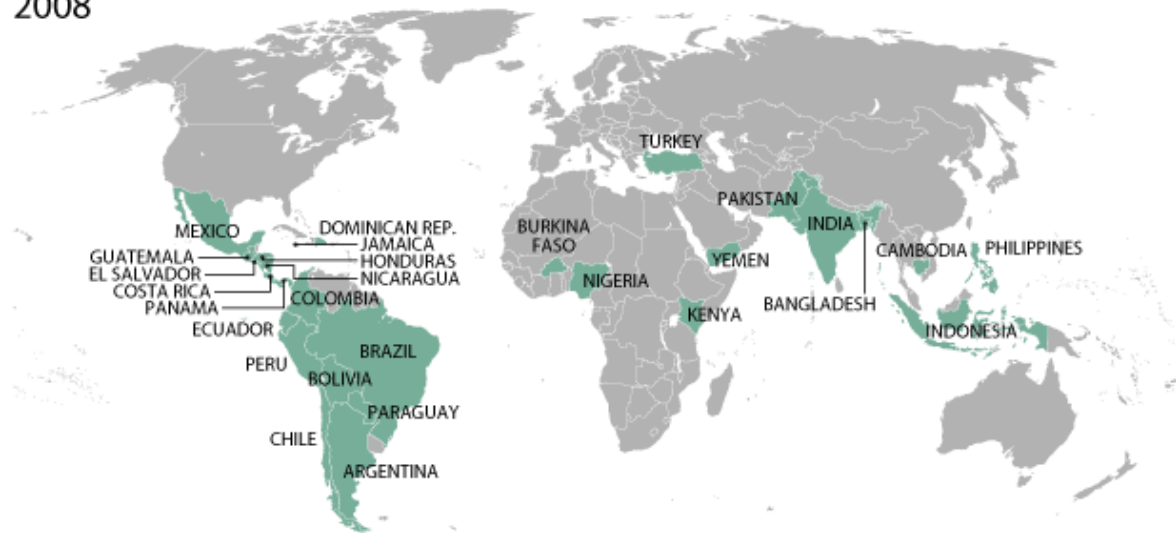 2008
TURKEY
PAKISTAN
MEXICO
DOMINICAN REP.
BURKINA
FASO
INDIA
JAMAICA
CAMBODIA
PHILIPPINES
GUATEMALA
HONDURAS
YEMEN
EL SALVADOR
NICARAGUA
NIGERIA
COSTA RICA
COLOMBIA
BANGLADESH
PANAMA
KENYA
ECUADOR
INDONESIA
BRAZIL
PERU
BOLIVIA
PARAGUAY
CHILE
ARGENTINA